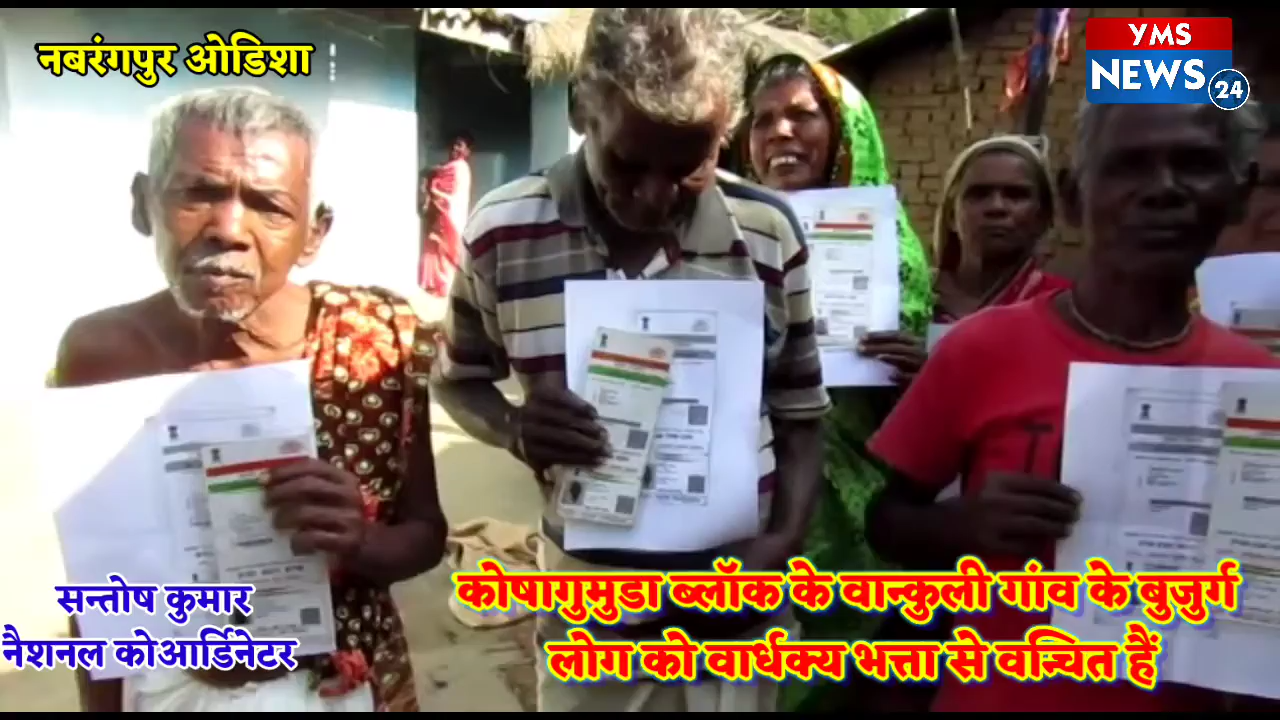 नबरंगपुर ओडिशा
YMS
NEWS 24
सन्तोष कुमार
नैशनल कोआर्डिनेटर
कोषागुमुडा ब्लॉक के वान्कुली गांव के बुजुर्ग
लोग को वार्धक्य भत्ता से वञ्चित हैं